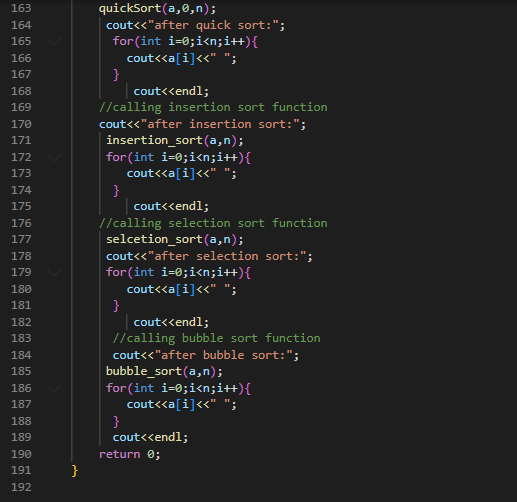 163 quickSort(a,0,n);
164 cout<<"after quick sort:";
165 for(int i=0;i<n;i++){
166 cout<<a[i]<<" ";
167 }
168 cout<<endl;
169 //calling insertion sort function
170 cout<<"after insertion sort:";
171 insertion_sort(a,n);
172 for(int i=0;i<n;i++){
173 cout<<a[i]<<" ";
174 }
175 cout<<endl;
176 //calling selection sort function
177 selcetion_sort(a,n);
178 cout<<"after selection sort:";
179 for(int i=0;i<n;i++){
180 cout<<a[i]<<" ";
181 }
182 cout<<endl;
183 //calling bubble sort function
184 cout<<"after bubble sort:";
185 bubble_sort(a,n);
186 for(int i=0;i<n;i++){
187 cout<<a[i]<<" ";
188 }
189 cout<<endl;
190 return 0;
191 }
192